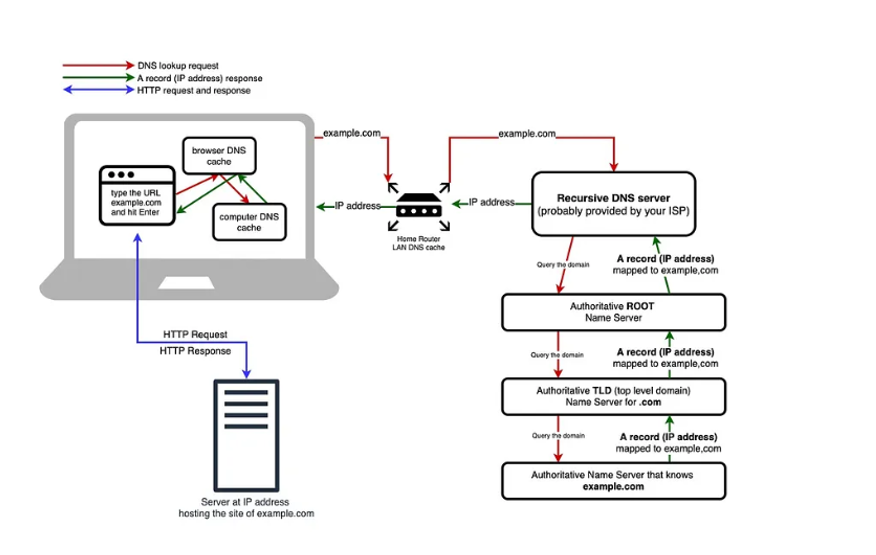 DNS lookup request
A record (IP address) response
HTTP request and response
browser DNS
cache
type the URL
example.com
and hit Enter
computer DNS
cache
example.com
IP address
Home Router
LAN DNS cache
example.com
IP address
Recursive DNS server
(probably provided by your ISP)
Query the domain
A record (IP address)
mapped to example,com
Authoritative ROOT
Name Server
Query the domain
A record (IP address)
mapped to example,com
Authoritative TLD (top level domain)
Name Server for .com
Query the domain
A record (IP address)
mapped to example,com
Authoritative Name Server that knows
example.com
HTTP Request
HTTP Response
Server at IP address
hosting the site of example.com